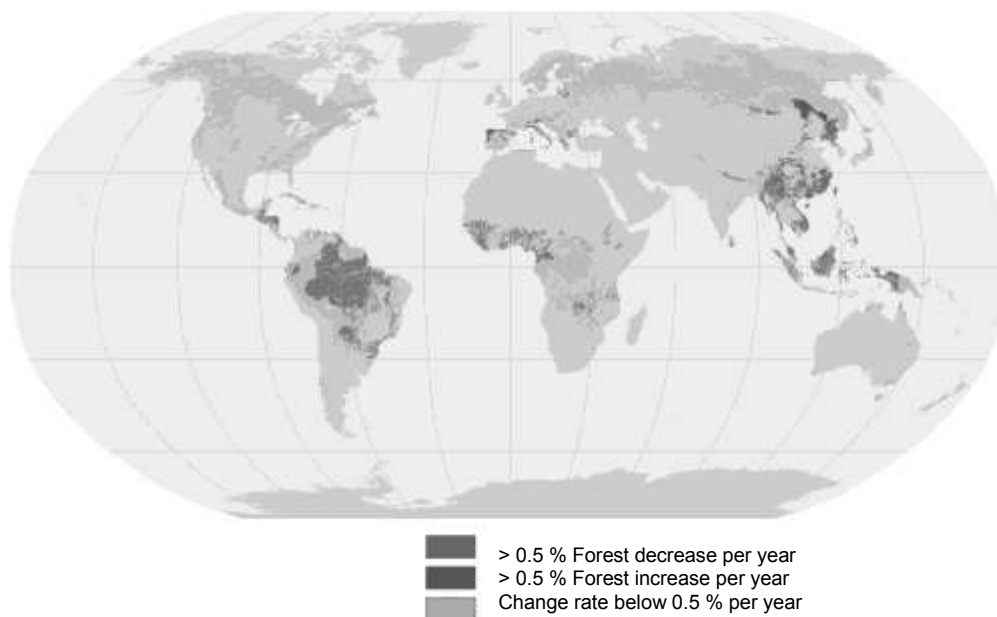 > 0.5 % Forest decrease per year
> 0.5 % Forest increase per year
Change rate below 0.5 % per year